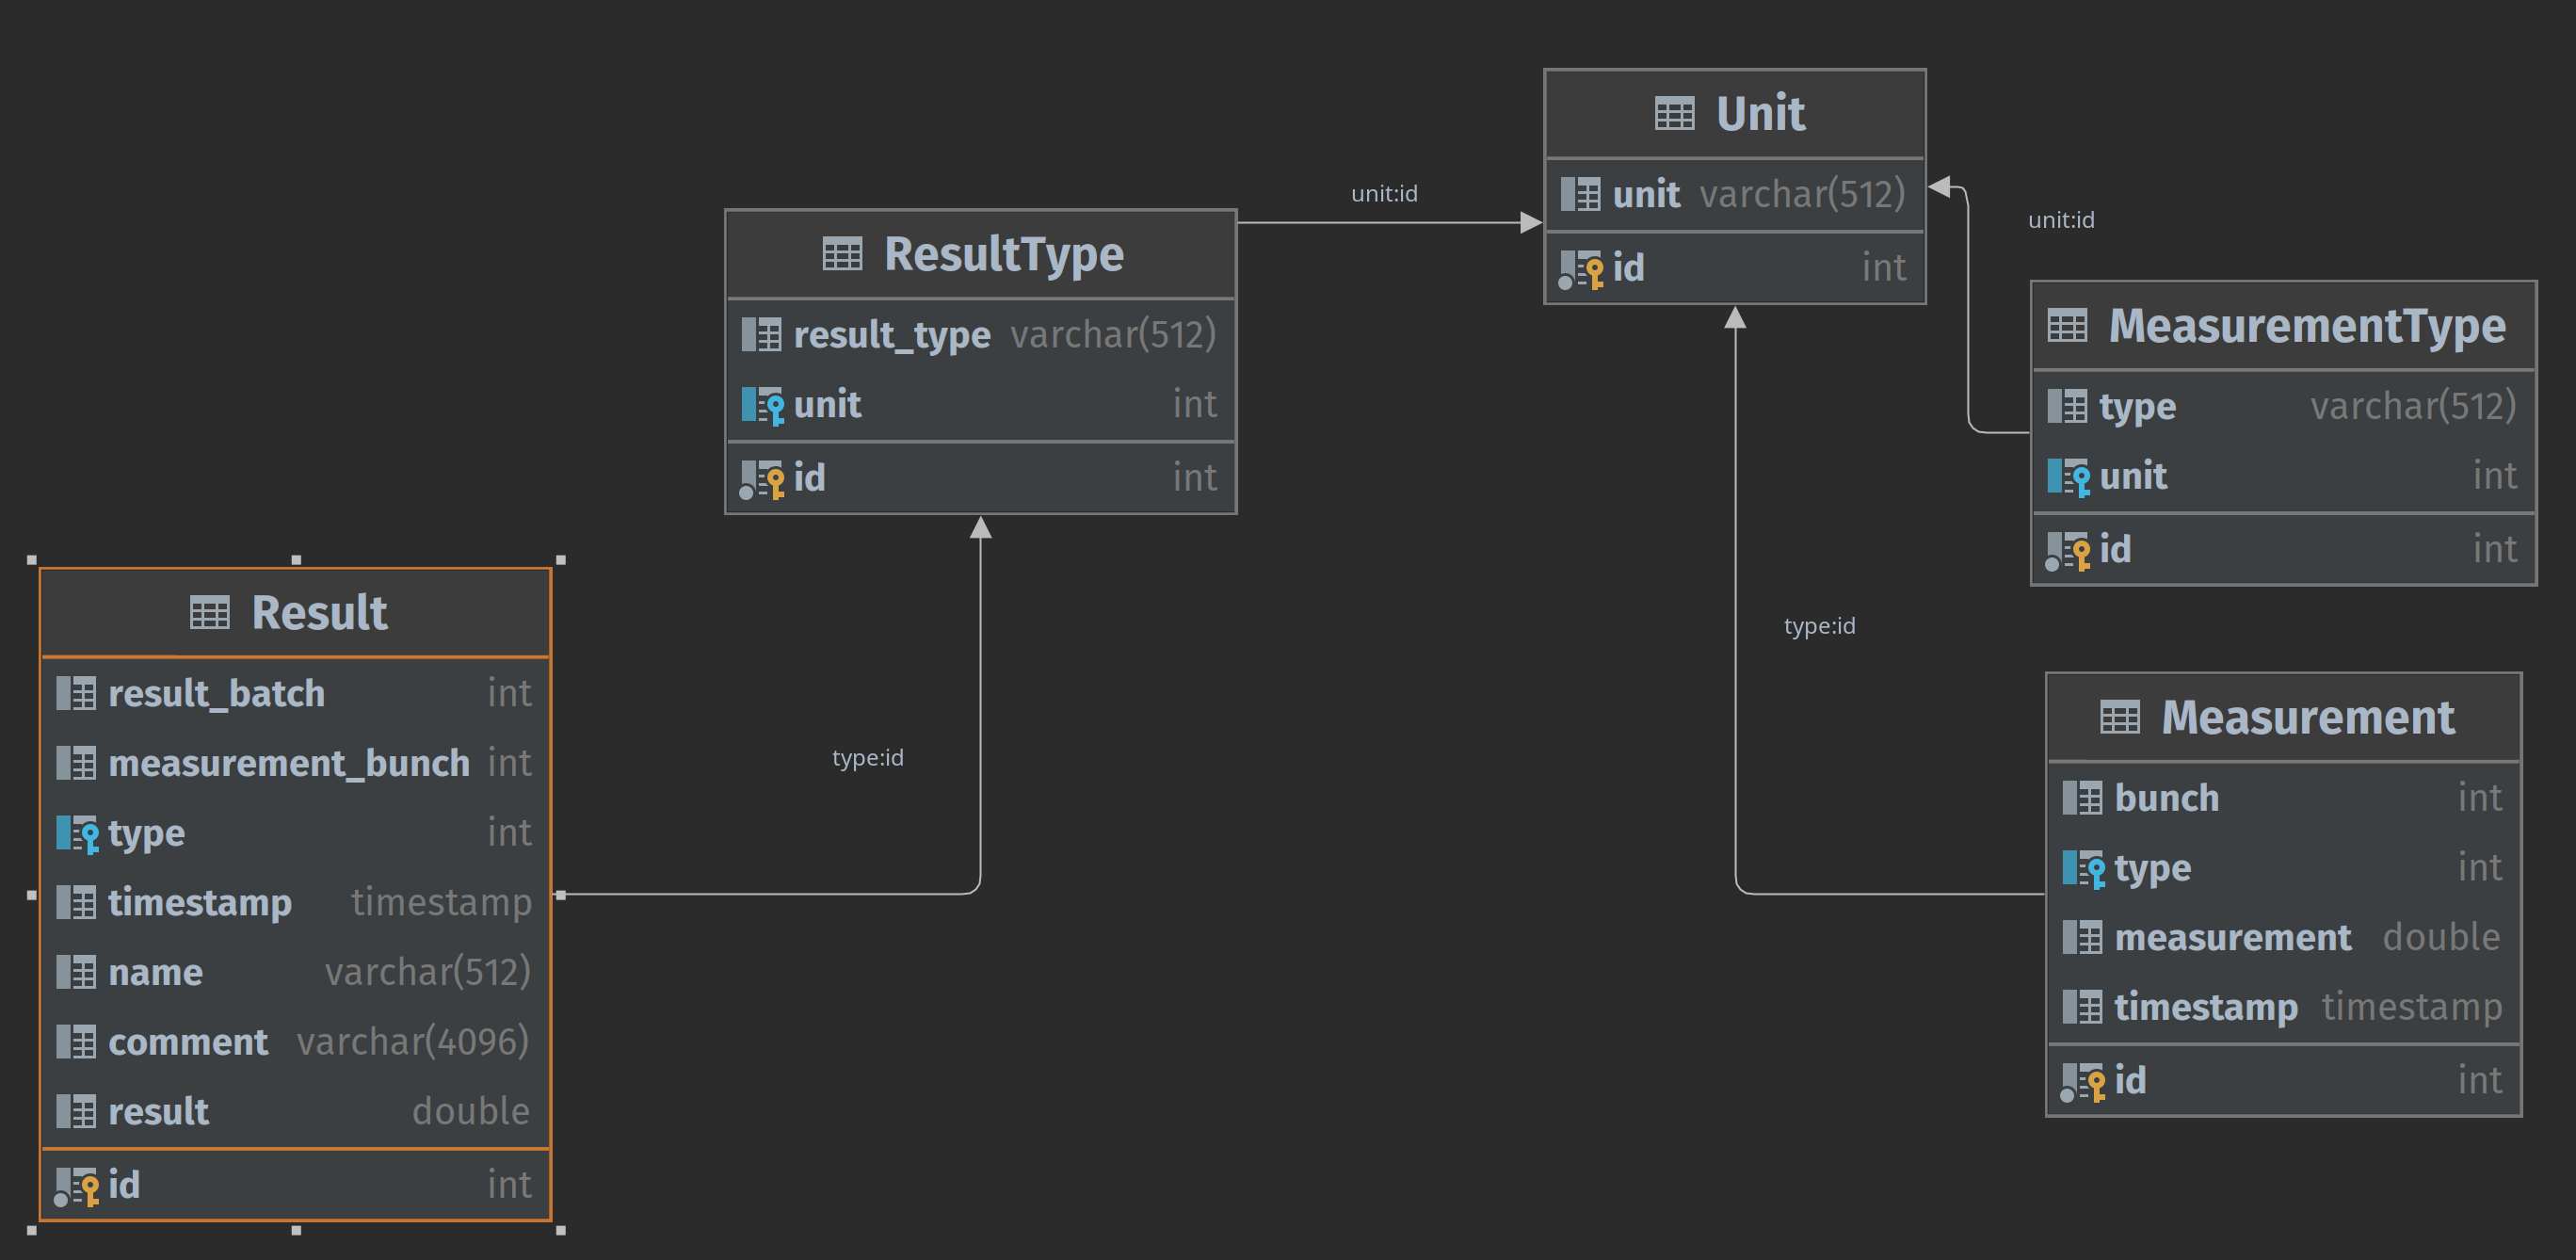 Unit
unit varchar(512)
id int
unit:id
unit:id
ResultType
result_type varchar(512)
unit int
id int
MeasurementType
type varchar(512)
unit int
id int
type:id
type:id
Result
result_batch int
measurement_bunch int
type int
timestamp timestamp
name varchar(512)
comment varchar(4096)
result double
id int
Measurement
bunch int
type int
measurement double
timestamp timestamp
id int